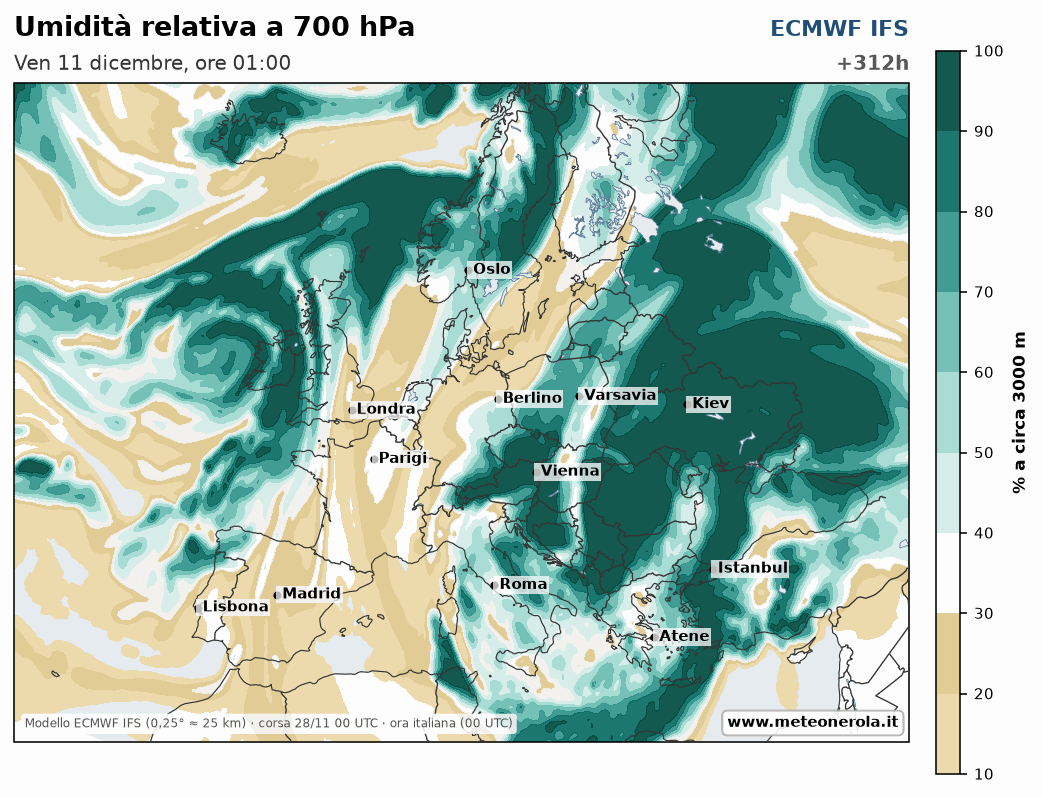 Umidità relativa a 700 hPa
ECMWF IFS
Ven 11 dicembre, ore 01:00
+312h
100
90
80
70
60
50
40
30
20
10
% a circa 3000 m
Oslo
Londra
Berlino
Varsavia
Kiev
Parigi
Vienna
Istanbul
Roma
Madrid
Lisbona
Atene
Modello ECMWF IFS (0,25° ≈ 25 km) · corsa 28/11 00 UTC · ora italiana (00 UTC)
www.meteonerola.it